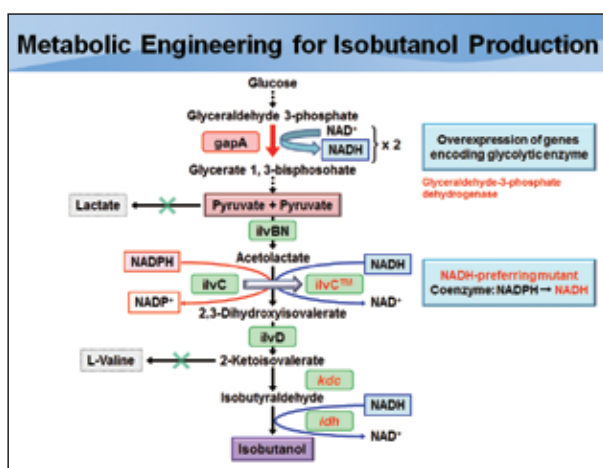 Metabolic Engineering for Isobutanol Production
Glucose
Glyceraldehyde 3-phosphate
gapA
NAD⁺
NADH
x 2
Overexpression of genes
encoding glycolytic enzyme
Glyceraldehyde-3-phosphate
dehydrogenase
Glycerate 1, 3-bisphosohate
Lactate
Pyruvate + Pyruvate
ilvBN
Acetolactate
NADPH
NADH
ilvC
ilvCᵀᴹ
NADP⁺
NAD⁺
NADH-preferring mutant
Coenzyme: NADPH → NADH
2,3-Dihydroxyisovalerate
ilvD
L-Valine
2-Ketoisovalerate
kdc
Isobutyraldehyde
NADH
NAD⁺
Isobutanol